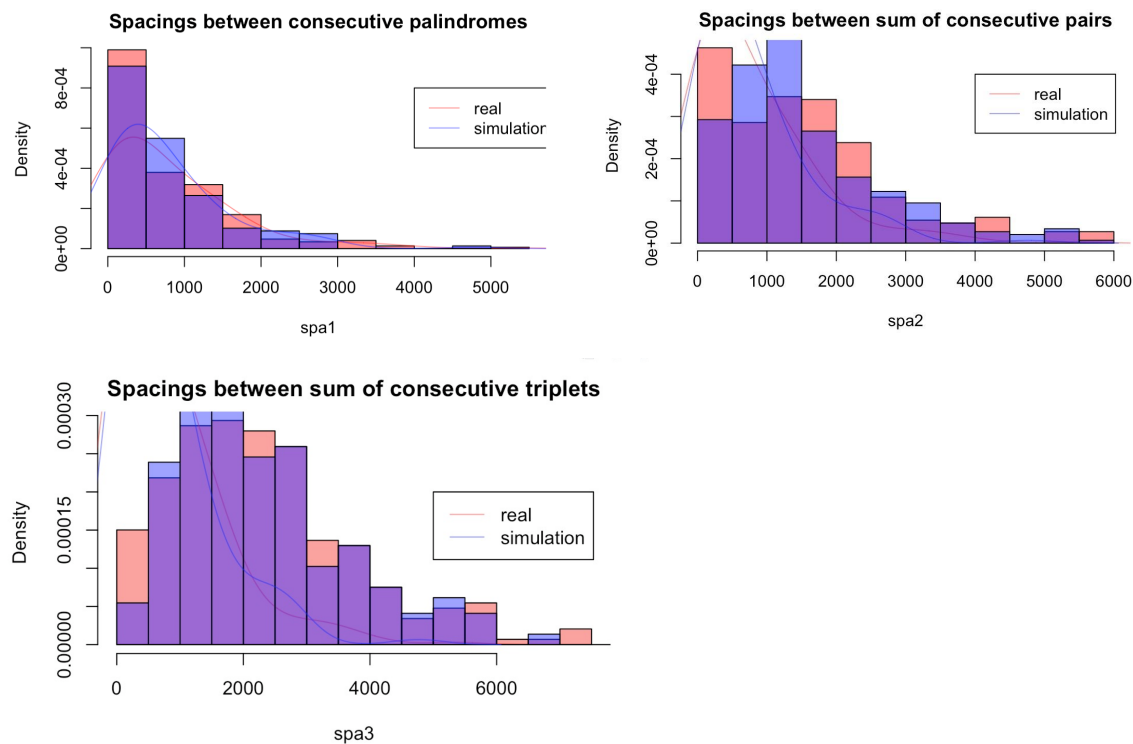 Spacings between consecutive palindromes
Density
0e+00
4e-04
8e-04
real
simulation
0 1000 2000 3000 4000 5000
spa1
Spacings between sum of consecutive pairs
Density
0e+00
2e-04
4e-04
real
simulation
0 1000 2000 3000 4000 5000 6000
spa2
Spacings between sum of consecutive triplets
Density
0.00000
0.00015
0.00030
real
simulation
0 2000 4000 6000
spa3